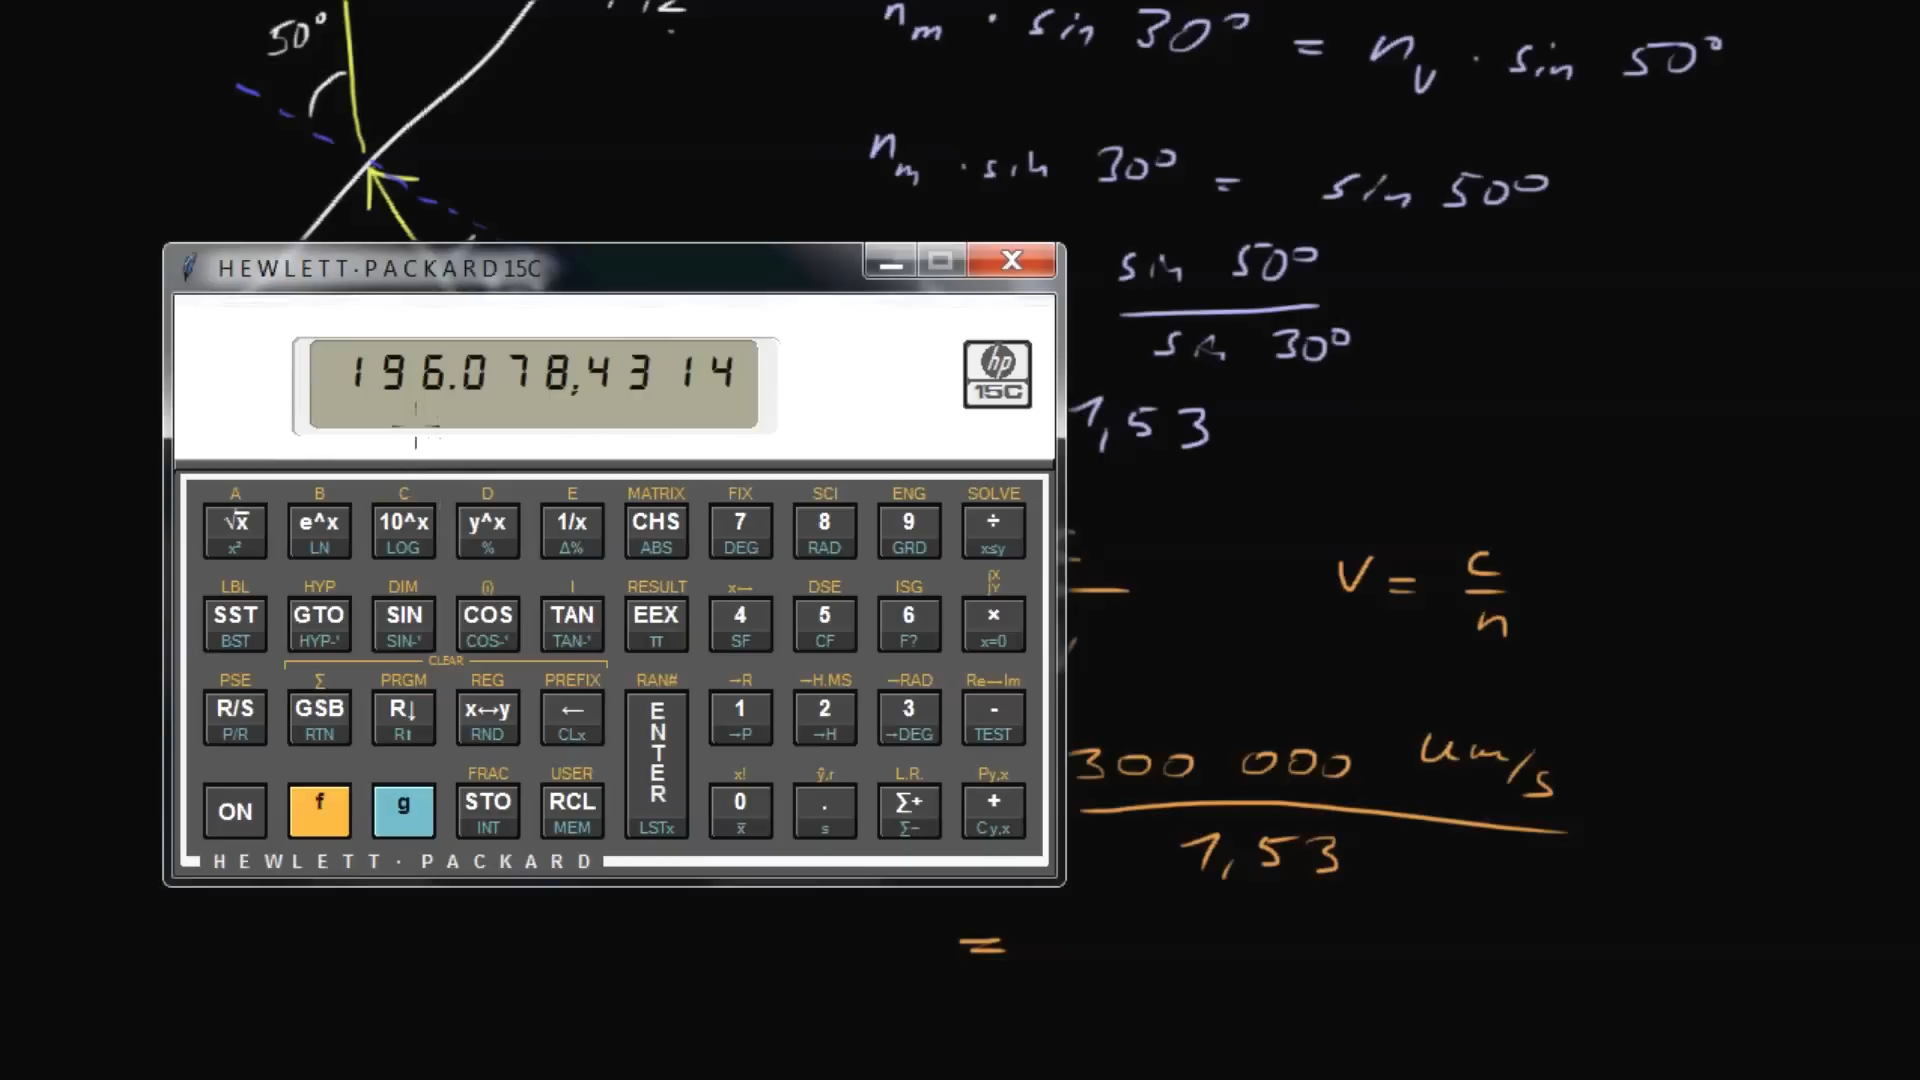 50°
n_m · sin 30° = n_v · sin 50°
n_m · sin 30° = sin 50°
sin 50°
sin 30°
1,53
V = c/n
300 000 km/s
1,53
=
HEWLETT·PACKARD 15C
196.078,4314
hp
15C
A B C D E MATRIX FIX SCI ENG SOLVE
√x e^x 10^x y^x 1/x CHS 7 8 9 ÷
x² LN LOG % Δ% ABS DEG RAD GRD x≤y
LBL HYP DIM (i) I RESULT x↔ DSE ISG ∫xy
SST GTO SIN COS TAN EEX 4 5 6 ×
BST HYP-¹ SIN-¹ COS-¹ TAN-¹ π SF CF F? x=0
CLEAR
PSE Σ PRGM REG PREFIX RAN# →R →H.MS →RAD Re↔Im
R/S GSB R↓ x↔y ← ENTER 1 2 3 -
P/R RTN R↑ RND CLx →P →H →DEG TEST
FRAC USER x! ŷ,r L.R. Py,x
ON f g STO RCL 0 . Σ+ +
INT MEM LSTx x̅ s Σ− Cy,x
HEWLETT · PACKARD